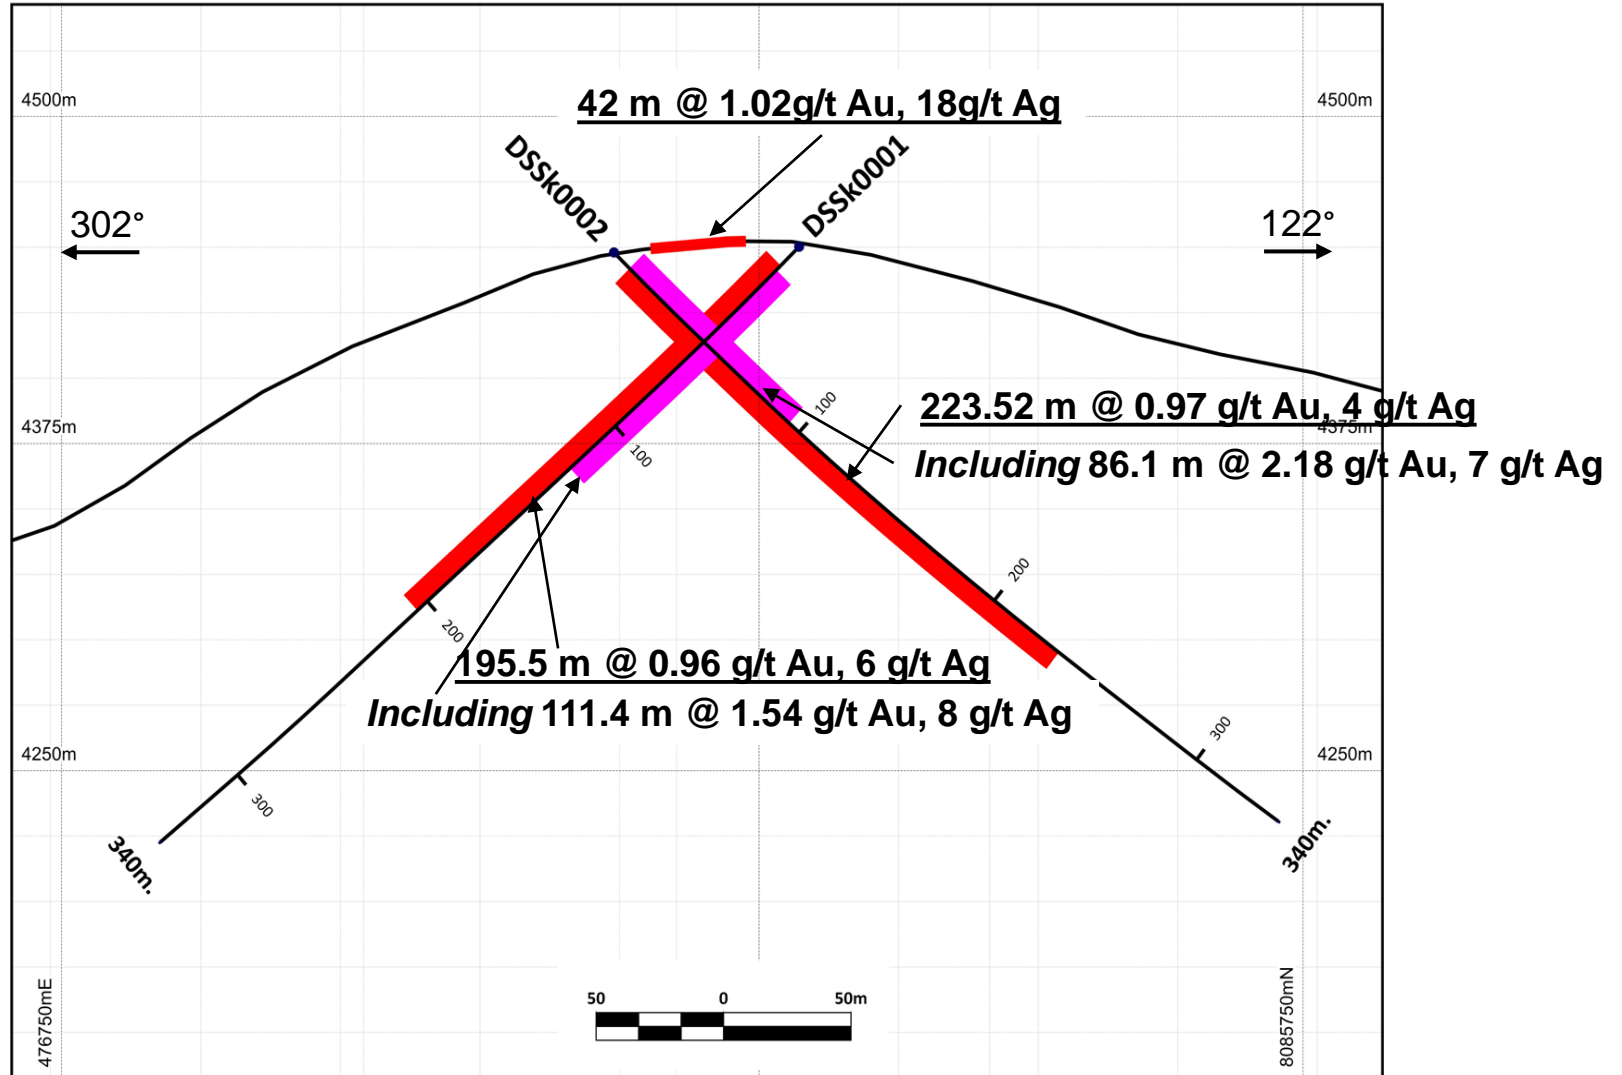 4500m
4500m
42 m @ 1.02g/t Au, 18g/t Ag
DSSk0002
DSSk0001
302°
122°
100
223.52 m @ 0.97 g/t Au, 4 g/t Ag
4375m
4375m
Including 86.1 m @ 2.18 g/t Au, 7 g/t Ag
100
200
200
195.5 m @ 0.96 g/t Au, 6 g/t Ag
Including 111.4 m @ 1.54 g/t Au, 8 g/t Ag
300
4250m
4250m
300
340m.
340m.
476750mE
8085750mN
50 0 50m